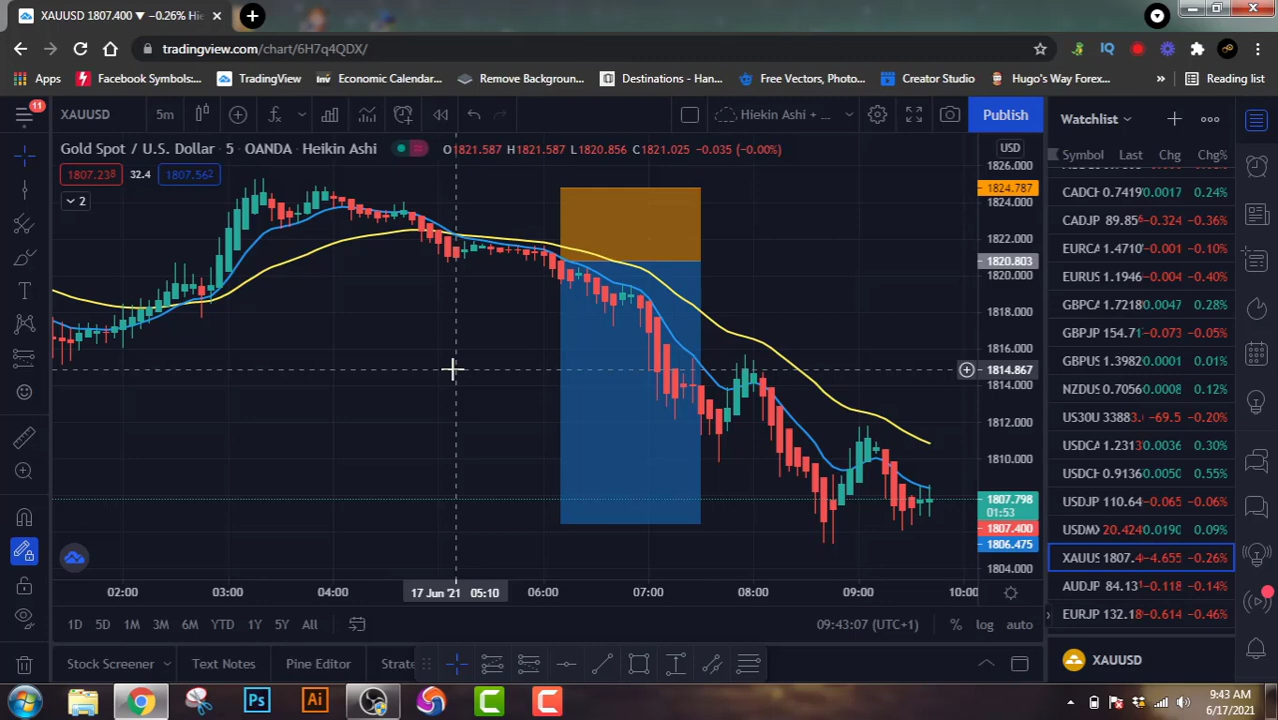 XAUUSD 1807.400 ▼ −0.26% Hie
tradingview.com/chart/6H7q4QDX/
Apps
Facebook Symbols...
TradingView
Economic Calendar...
Remove Backgroun...
Destinations - Han...
Free Vectors, Photo...
Creator Studio
Hugo's Way Forex...
»
Reading list
11
XAUUSD
5m
Hiekin Ashi + ...
Publish
Watchlist
Gold Spot / U.S. Dollar · 5 · OANDA · Heikin Ashi
O1821.587 H1821.587 L1820.856 C1821.025 −0.035 (−0.00%)
1807.238
32.4
1807.562
2
USD
1826.000
1824.787
1824.000
1822.000
1820.803
1820.000
1818.000
1816.000
1814.867
1814.000
1812.000
1810.000
1807.798
01:53
1807.400
1806.475
1804.000
02:00
03:00
04:00
17 Jun '21 05:10
06:00
07:00
08:00
09:00
10:00
1D 5D 1M 3M 6M YTD 1Y 5Y All
09:43:07 (UTC+1)
% log auto
Stock Screener
Text Notes
Pine Editor
Strate
Symbol Last Chg Chg%
CADCH 0.7419 0.0017 0.24%
CADJP 89.856 −0.324 −0.36%
EURCA 1.4710 −0.001 −0.10%
EURUS 1.1946 −0.004 −0.40%
GBPCA 1.7218 0.0047 0.28%
GBPJP 154.71 −0.073 −0.05%
GBPUS 1.3982 0.0001 0.01%
NZDUS 0.7056 0.0008 0.12%
US30U 33883. −69.5 −0.20%
USDCA 1.2313 0.0036 0.30%
USDCH 0.9136 0.0050 0.55%
USDJP 110.64 −0.065 −0.06%
USDMX 20.424 0.0190 0.09%
XAUUS 1807.4 −4.655 −0.26%
AUDJP 84.131 −0.118 −0.14%
EURJP 132.18 −0.614 −0.46%
XAUUSD
Ps
Ai
9:43 AM
6/17/2021